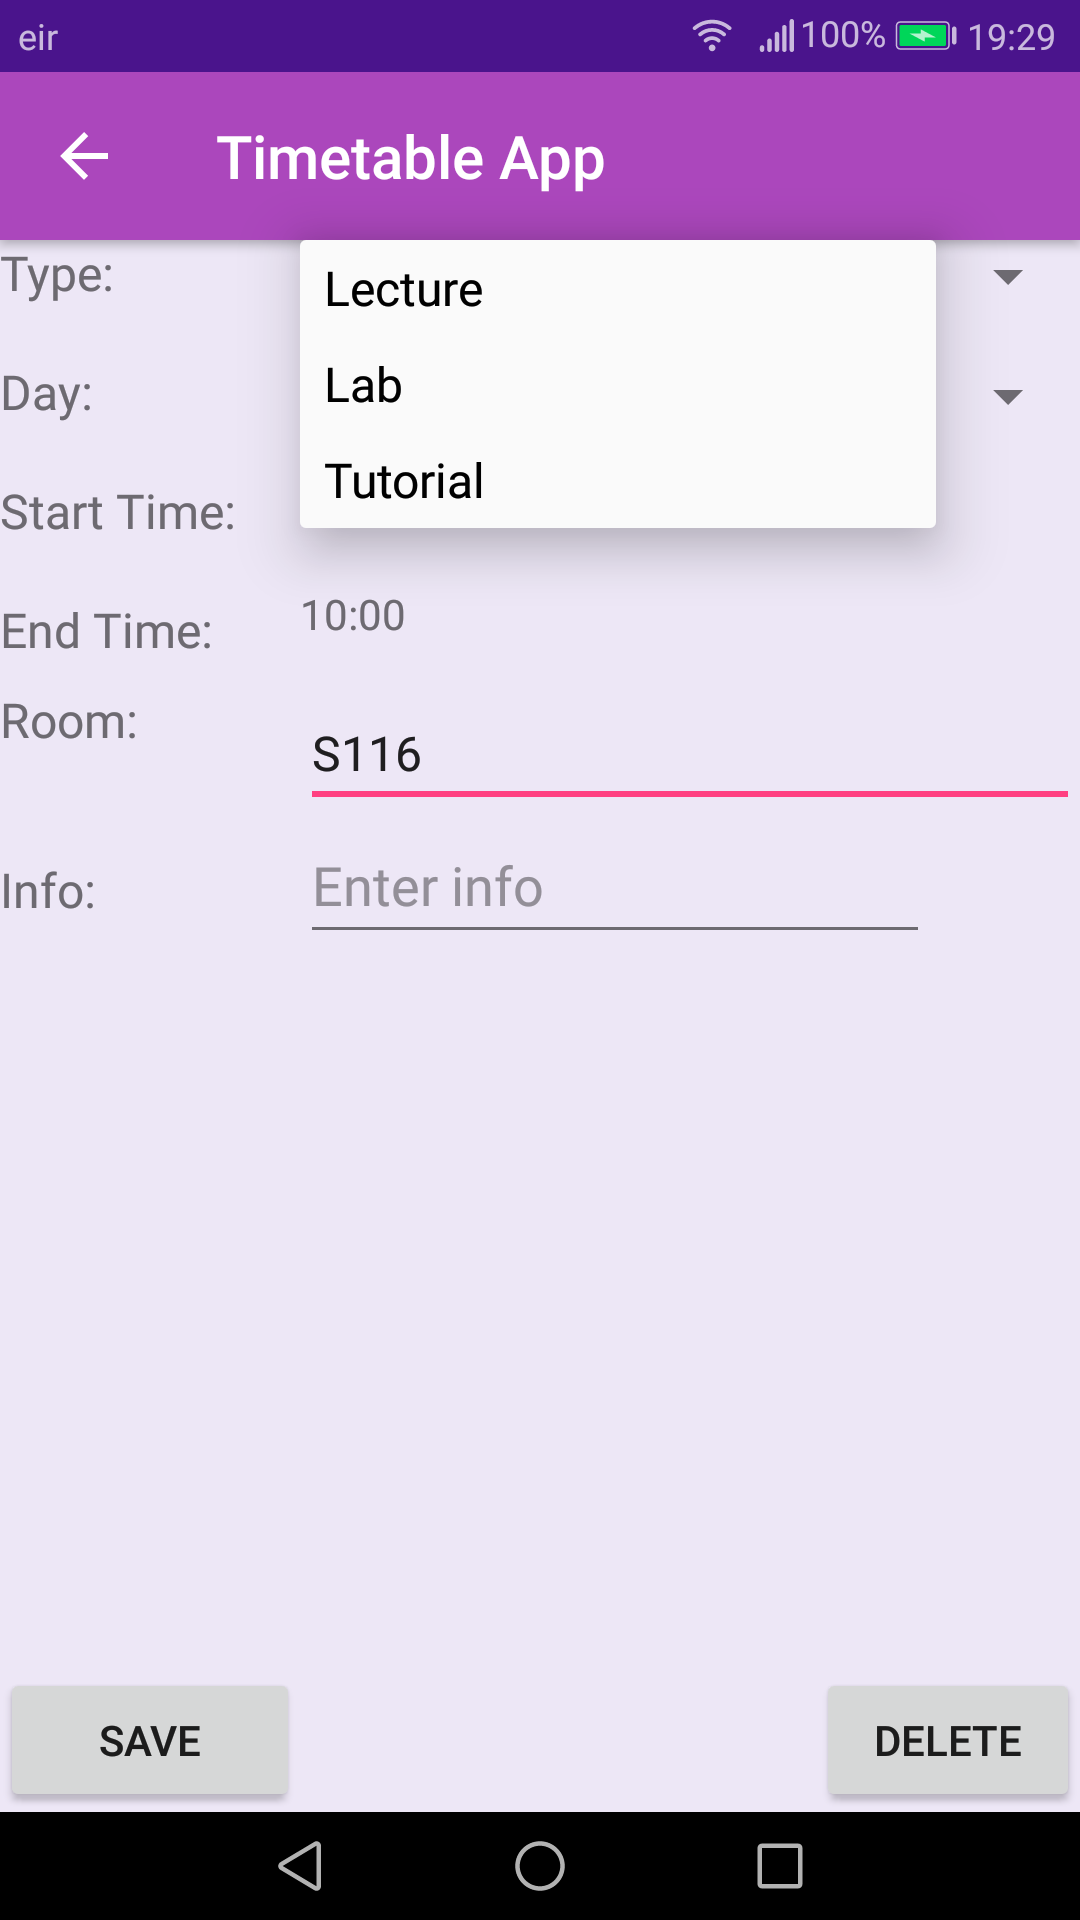 eir 100% 19:29
Timetable App
Type:
Lecture
Lab
Tutorial
Day:
Start Time:
End Time: 10:00
Room: S116
Info: Enter info
SAVE DELETE